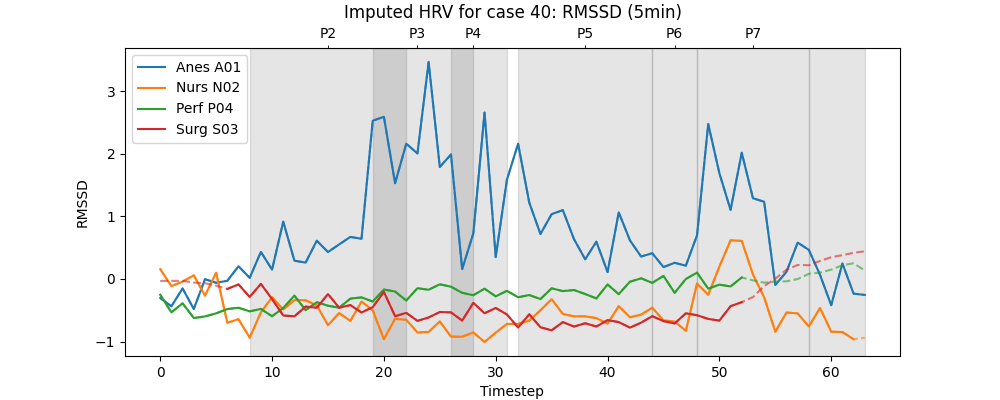 Imputed HRV for case 40: RMSSD (5min)
P2 P3 P4 P5 P6 P7
Anes A01
Nurs N02
Perf P04
Surg S03
RMSSD
3
2
1
0
−1
0 10 20 30 40 50 60
Timestep